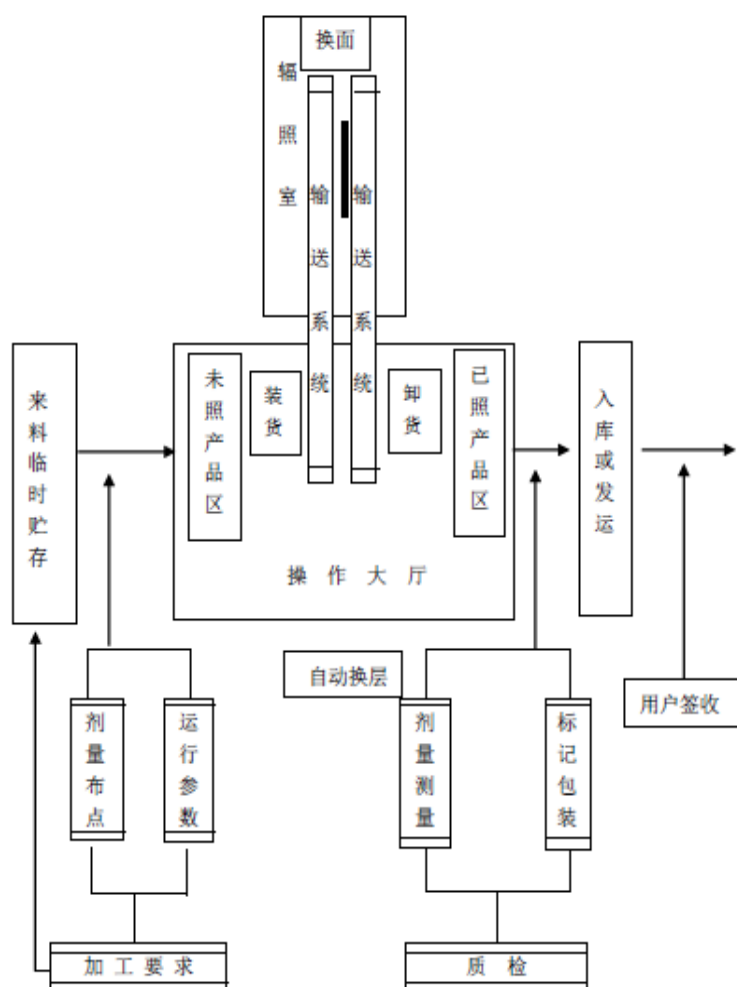 换面
辐照室
输送系统
输送系统
来料临时贮存
未照产品区
装货
卸货
已照产品区
入库或发运
操作大厅
自动换层
用户签收
剂量布点
运行参数
剂量测量
标记包装
加工要求
质检